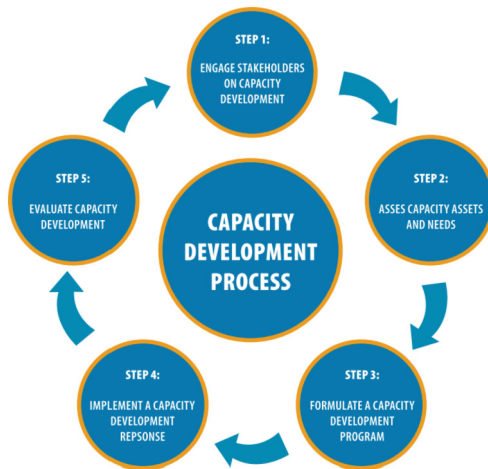 STEP 1:
ENGAGE STAKEHOLDERS
ON CAPACITY
DEVELOPMENT
STEP 2:
ASSES CAPACITY ASSETS
AND NEEDS
STEP 3:
FORMULATE A CAPACITY
DEVELOPMENT
PROGRAM
STEP 4:
IMPLEMENT A CAPACITY
DEVELOPMENT
REPSONSE
STEP 5:
EVALUATE CAPACITY
DEVELOPMENT
CAPACITY
DEVELOPMENT
PROCESS